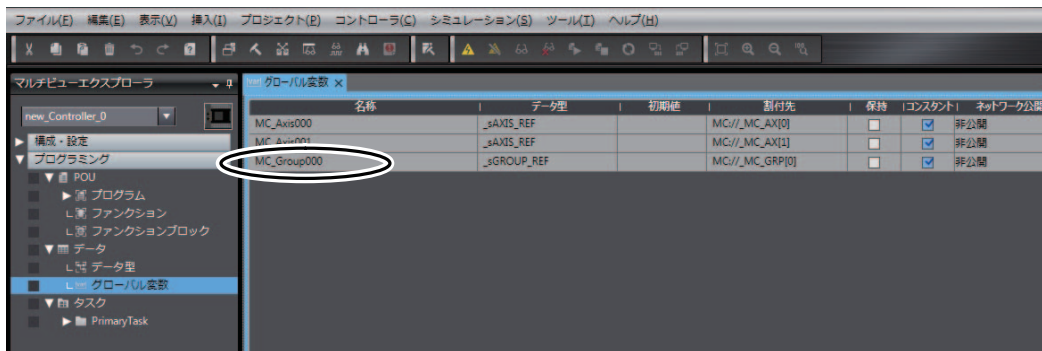 ファイル(F) 編集(E) 表示(V) 挿入(I) プロジェクト(P) コントローラ(C) シミュレーション(S) ツール(T) ヘルプ(H)
マルチビューエクスプローラ
グローバル変数
new_Controller_0
名称 データ型 初期値 割付先 保持 コンスタント ネットワーク公開
MC_Axis000 _sAXIS_REF MC://_MC_AX[0] 非公開
構成・設定
MC_Axis001 _sAXIS_REF MC://_MC_AX[1] 非公開
プログラミング
MC_Group000 _sGROUP_REF MC://_MC_GRP[0] 非公開
POU
プログラム
ファンクション
ファンクションブロック
データ
データ型
グローバル変数
タスク
PrimaryTask